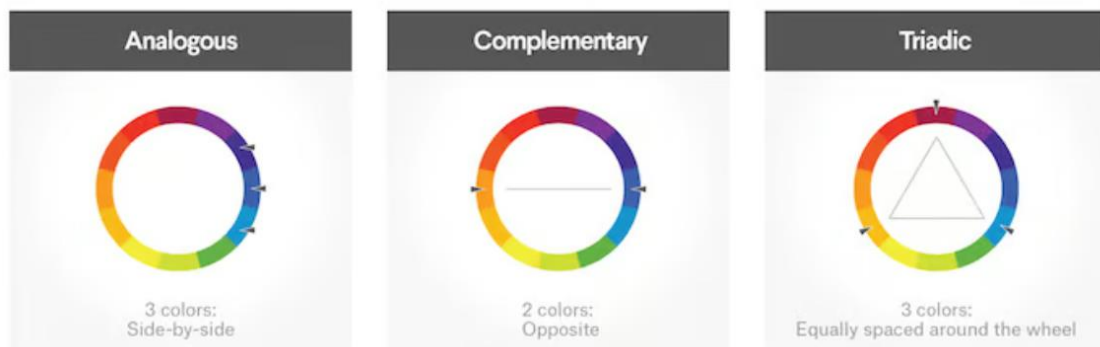 Analogous
3 colors:
Side-by-side
Complementary
2 colors:
Opposite
Triadic
3 colors:
Equally spaced around the wheel